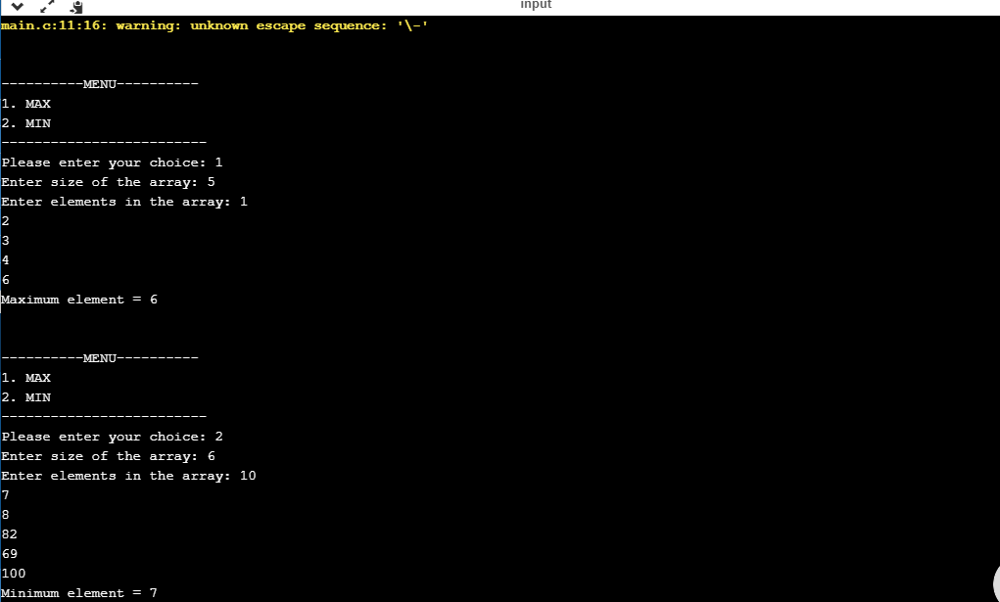 input
main.c:11:16: warning: unknown escape sequence: '\-'
----------MENU----------
1. MAX
2. MIN
-------------------------
Please enter your choice: 1
Enter size of the array: 5
Enter elements in the array: 1
2
3
4
6
Maximum element = 6
----------MENU----------
1. MAX
2. MIN
-------------------------
Please enter your choice: 2
Enter size of the array: 6
Enter elements in the array: 10
7
8
82
69
100
Minimum element = 7